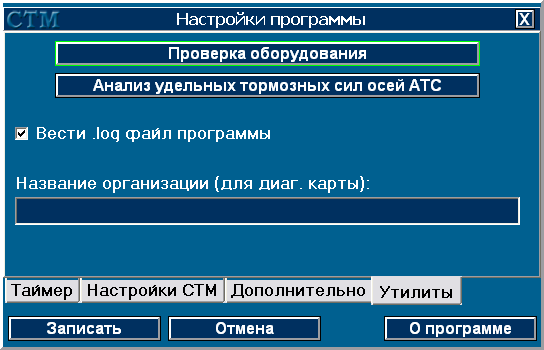 СТМ Настройки программы X
Проверка оборудования
Анализ удельных тормозных сил осей АТС
Вести .log файл программы
Название организации (для диаг. карты):
Таймер Настройки СТМ Дополнительно Утилиты
Записать Отмена О программе